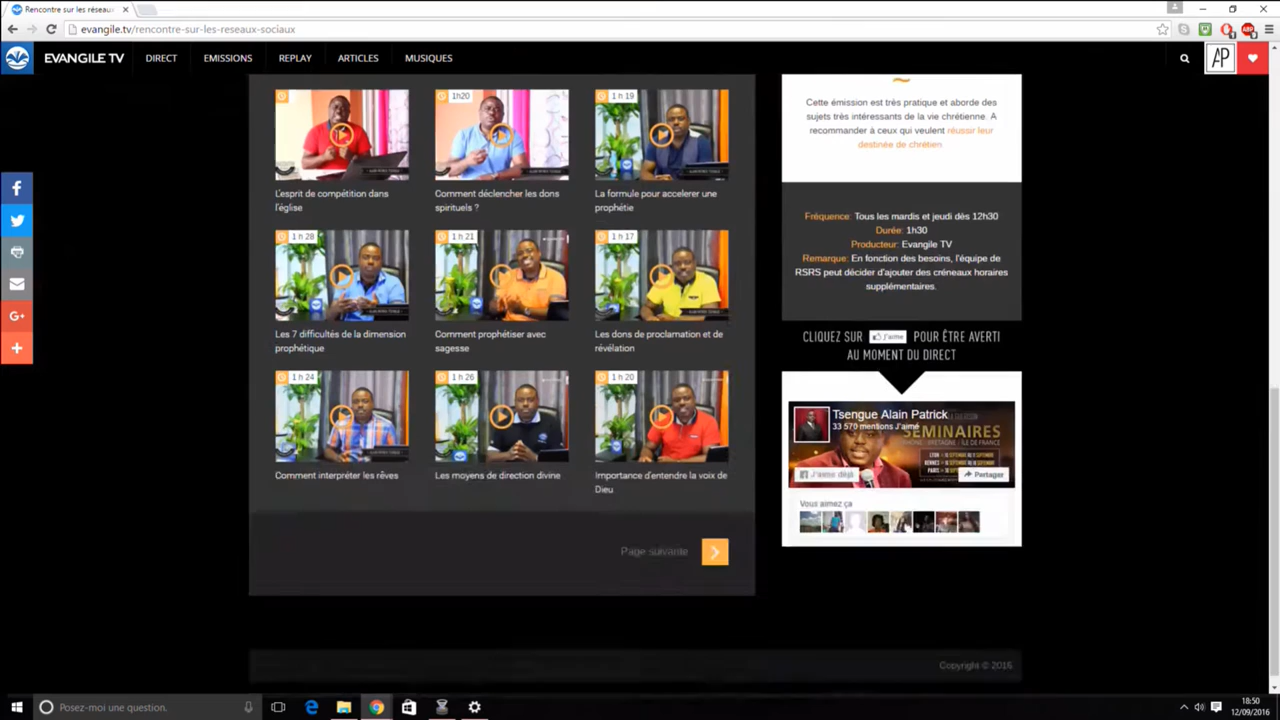 Rencontre sur les réseau
evangile.tv/rencontre-sur-les-reseaux-sociaux
EVANGILE TV
DIRECT
EMISSIONS
REPLAY
ARTICLES
MUSIQUES
AP
1h20
1 h 19
L'esprit de compétition dans
l'église
Comment déclencher les dons
spirituels ?
La formule pour accelerer une
prophétie
1 h 28
1 h 21
1 h 17
Les 7 difficultés de la dimension
prophétique
Comment prophétiser avec
sagesse
Les dons de proclamation et de
révélation
1 h 24
1 h 26
1 h 20
Comment interpréter les rêves
Les moyens de direction divine
Importance d'entendre la voix de
Dieu
Page suivante
Cette émission est très pratique et aborde des
sujets très intéressants de la vie chrétienne. A
recommander à ceux qui veulent réussir leur
destinée de chrétien
Fréquence: Tous les mardis et jeudi dès 12h30
Durée: 1h30
Producteur: Evangile TV
Remarque: En fonction des besoins, l'équipe de
RSRS peut décider d'ajouter des créneaux horaires
supplémentaires.
CLIQUEZ SUR J'aime POUR ÊTRE AVERTI
AU MOMENT DU DIRECT
Tsengue Alain Patrick
33 570 mentions J'aime
SEMINAIRES
J'aime déjà
Partager
Vous aimez ça
Copyright © 2016
Posez-moi une question.
18:50
12/09/2016